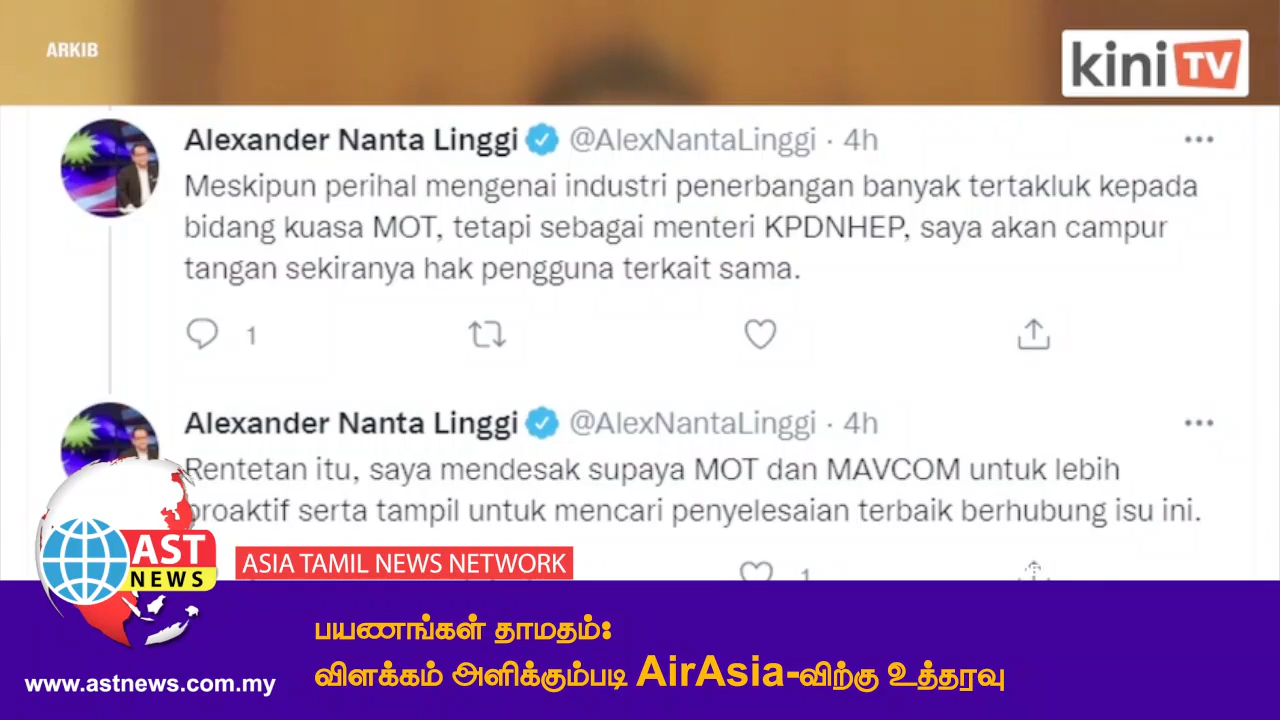 ARKIB
kini TV
Alexander Nanta Linggi @AlexNantaLinggi · 4h
Meskipun perihal mengenai industri penerbangan banyak tertakluk kepada
bidang kuasa MOT, tetapi sebagai menteri KPDNHEP, saya akan campur
tangan sekiranya hak pengguna terkait sama.
1
Alexander Nanta Linggi @AlexNantaLinggi · 4h
Rentetan itu, saya mendesak supaya MOT dan MAVCOM untuk lebih
proaktif serta tampil untuk mencari penyelesaian terbaik berhubung isu ini.
1
AST
NEWS
ASIA TAMIL NEWS NETWORK
பயணங்கள் தாமதம்:
விளக்கம் அளிக்கும்படி AirAsia-விற்கு உத்தரவு
www.astnews.com.my